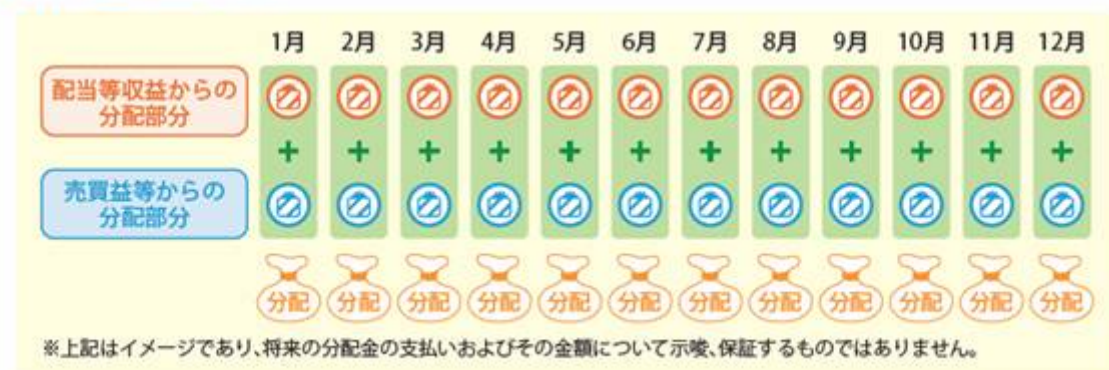 1月 2月 3月 4月 5月 6月 7月 8月 9月 10月 11月 12月
配当等収益からの
分配部分
+ + + + + + + + + + + +
売買益等からの
分配部分
分配 分配 分配 分配 分配 分配 分配 分配 分配 分配 分配 分配
※上記はイメージであり、将来の分配金の支払いおよびその金額について示唆、保証するものではありません。